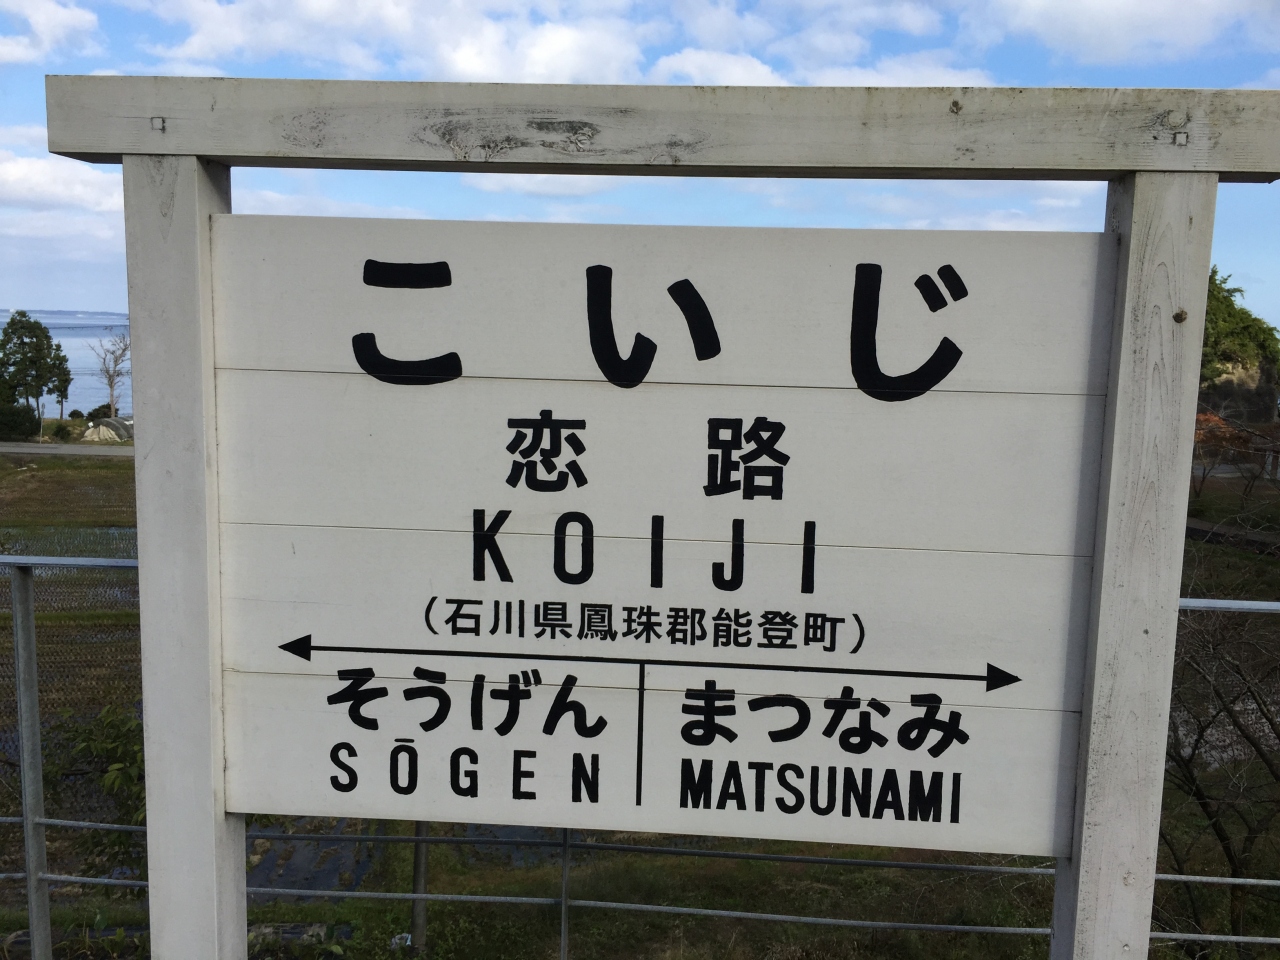 こいじ
恋路
KOIJI
（石川県鳳珠郡能登町）
そうげん まつなみ
SŌGEN MATSUNAMI